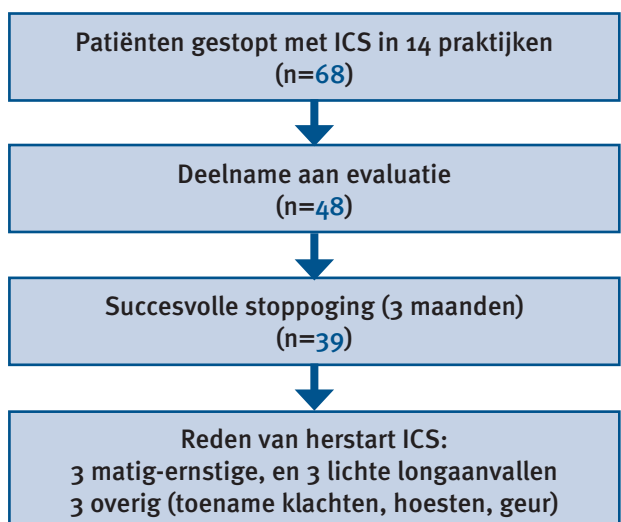 Patiënten gestopt met ICS in 14 praktijken
(n=68)
Deelname aan evaluatie
(n=48)
Succesvolle stoppoging (3 maanden)
(n=39)
Reden van herstart ICS:
3 matig-ernstige, en 3 lichte longaanvallen
3 overig (toename klachten, hoesten, geur)